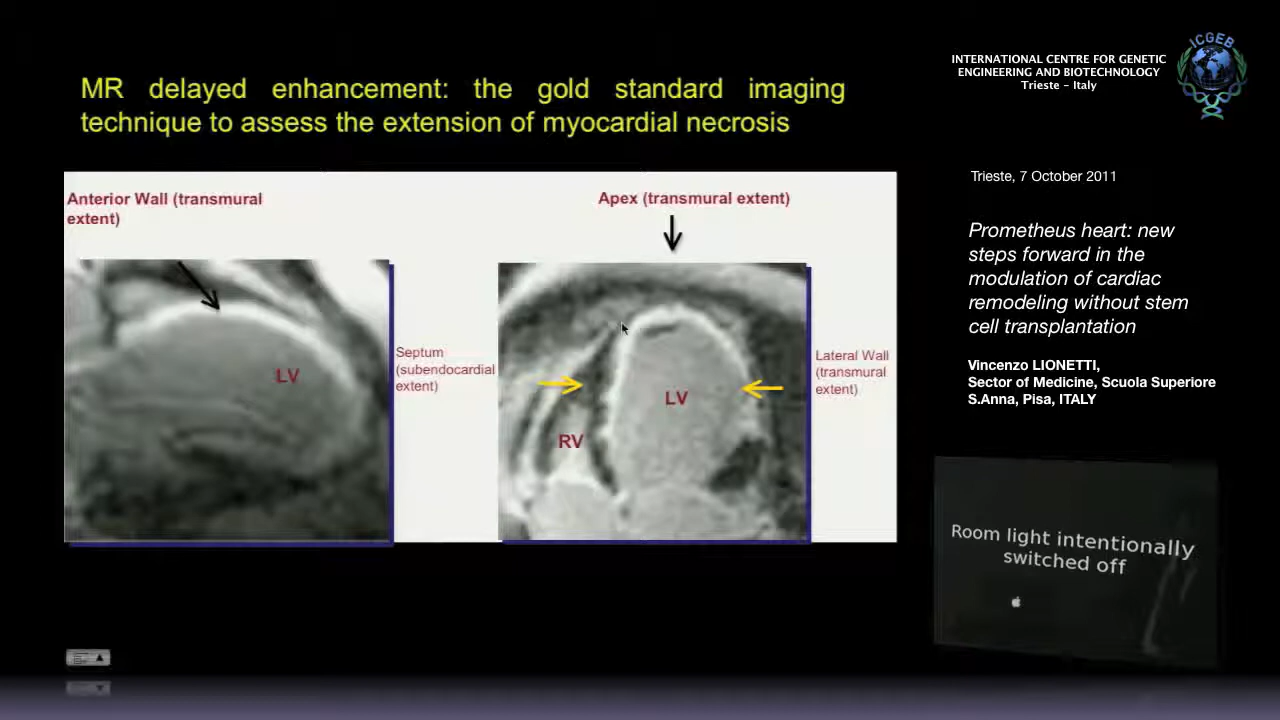 MR delayed enhancement: the gold standard imaging
technique to assess the extension of myocardial necrosis
Anterior Wall (transmural
extent)
LV
Septum
(subendocardial
extent)
Apex (transmural extent)
LV
RV
Lateral Wall
(transmural
extent)
INTERNATIONAL CENTRE FOR GENETIC
ENGINEERING AND BIOTECHNOLOGY
Trieste - Italy
ICGEB
Trieste, 7 October 2011
Prometheus heart: new
steps forward in the
modulation of cardiac
remodeling without stem
cell transplantation
Vincenzo LIONETTI,
Sector of Medicine, Scuola Superiore
S.Anna, Pisa, ITALY
Room light intentionally
switched off